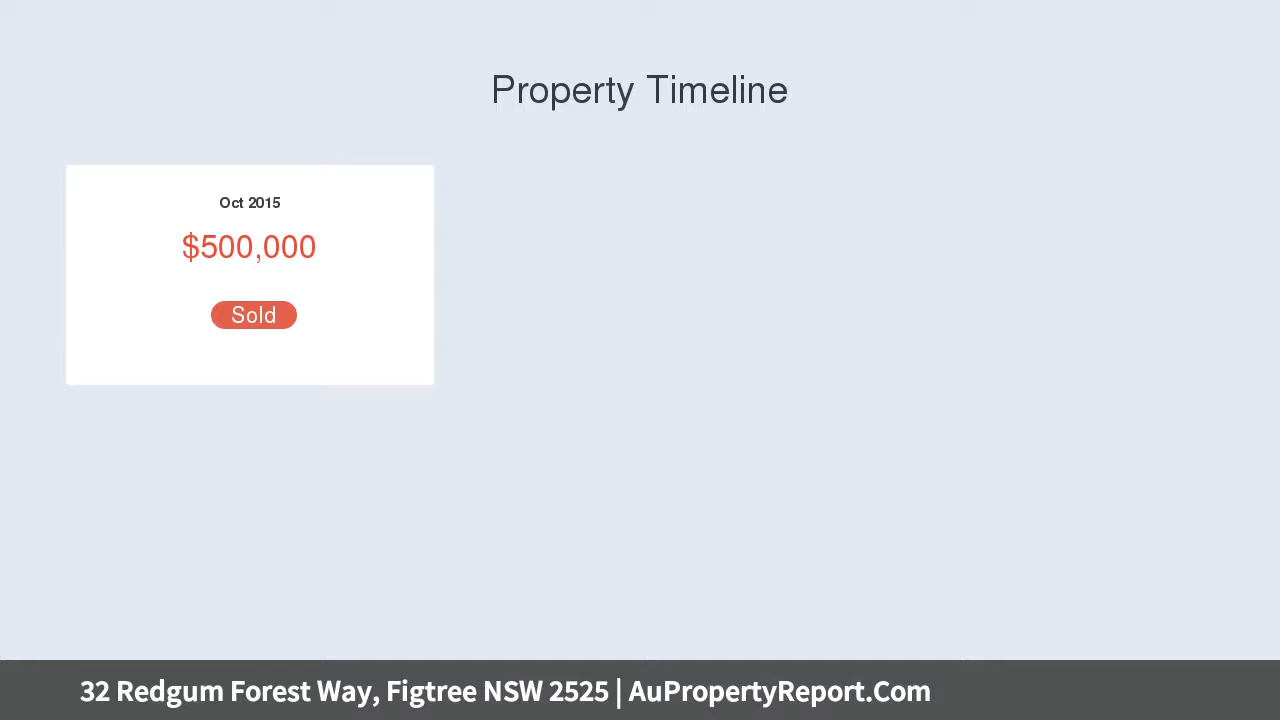 Property Timeline
Oct 2015
$500,000
Sold
32 Redgum Forest Way, Figtree NSW 2525 | AuPropertyReport.Com